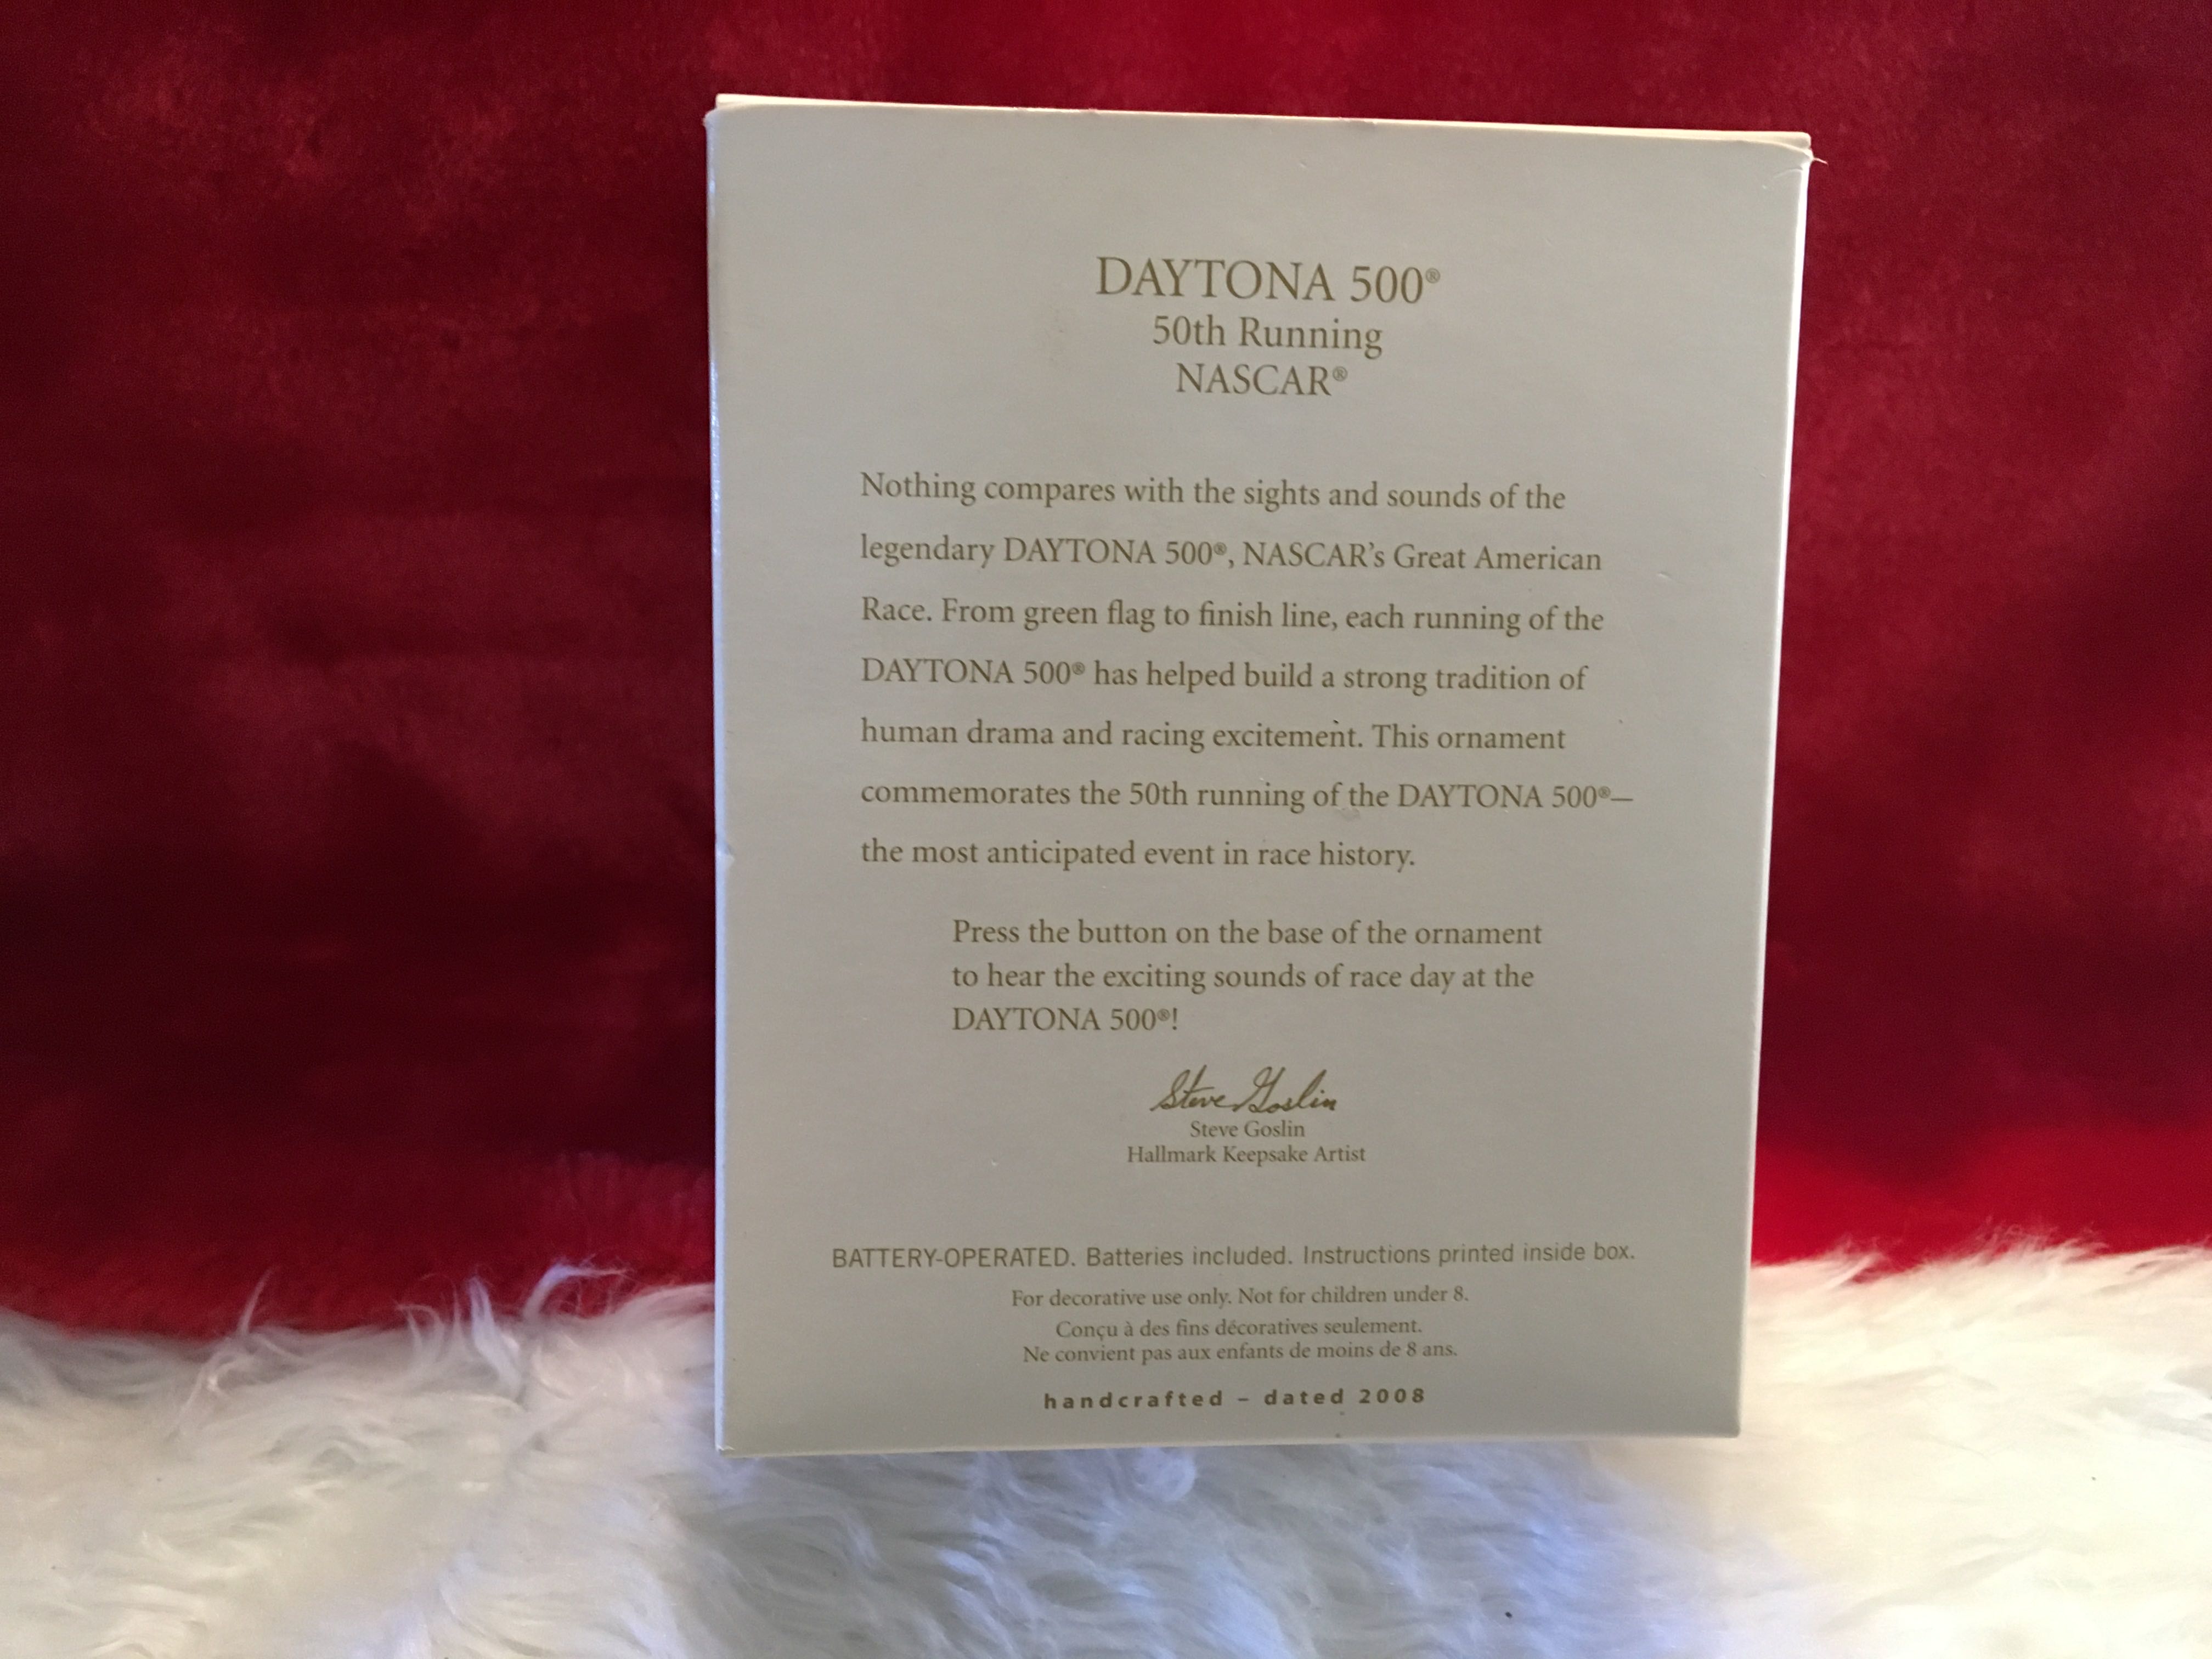 DAYTONA 500®
50th Running
NASCAR®
Nothing compares with the sights and sounds of the
legendary DAYTONA 500®, NASCAR's Great American
Race. From green flag to finish line, each running of the
DAYTONA 500® has helped build a strong tradition of
human drama and racing excitement. This ornament
commemorates the 50th running of the DAYTONA 500®—
the most anticipated event in race history.
Press the button on the base of the ornament
to hear the exciting sounds of race day at the
DAYTONA 500®!
Steve Goslin
Steve Goslin
Hallmark Keepsake Artist
BATTERY-OPERATED. Batteries included. Instructions printed inside box.
For decorative use only. Not for children under 8.
Conçu à des fins décoratives seulement.
Ne convient pas aux enfants de moins de 8 ans.
handcrafted – dated 2008